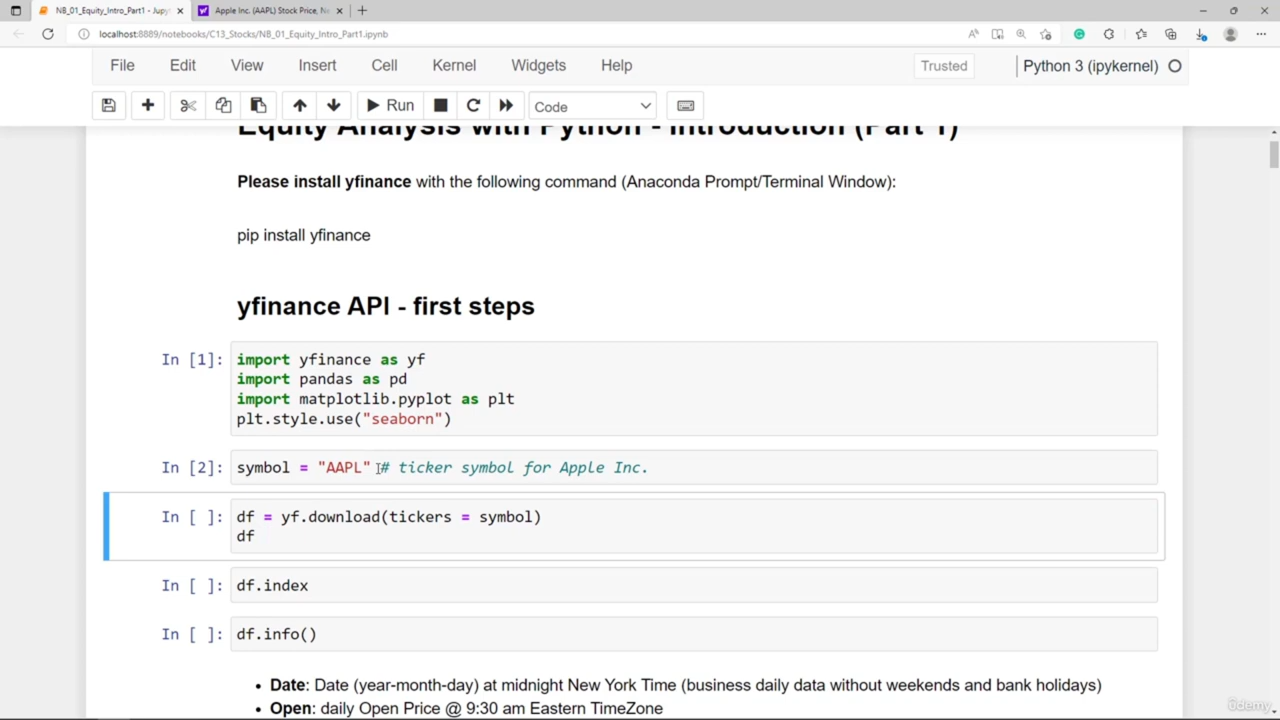 NB_01_Equity_Intro_Part1 - Jupy
Apple Inc. (AAPL) Stock Price, Ne
localhost:8889/notebooks/C13_Stocks/NB_01_Equity_Intro_Part1.ipynb
File Edit View Insert Cell Kernel Widgets Help Trusted Python 3 (ipykernel)
Run Code
Equity Analysis with Python - Introduction (Part 1)
Please install yfinance with the following command (Anaconda Prompt/Terminal Window):
pip install yfinance
yfinance API - first steps
In [1]: import yfinance as yf
import pandas as pd
import matplotlib.pyplot as plt
plt.style.use("seaborn")
In [2]: symbol = "AAPL" # ticker symbol for Apple Inc.
In [ ]: df = yf.download(tickers = symbol)
df
In [ ]: df.index
In [ ]: df.info()
• Date: Date (year-month-day) at midnight New York Time (business daily data without weekends and bank holidays)
• Open: daily Open Price @ 9:30 am Eastern TimeZone
ûdemy